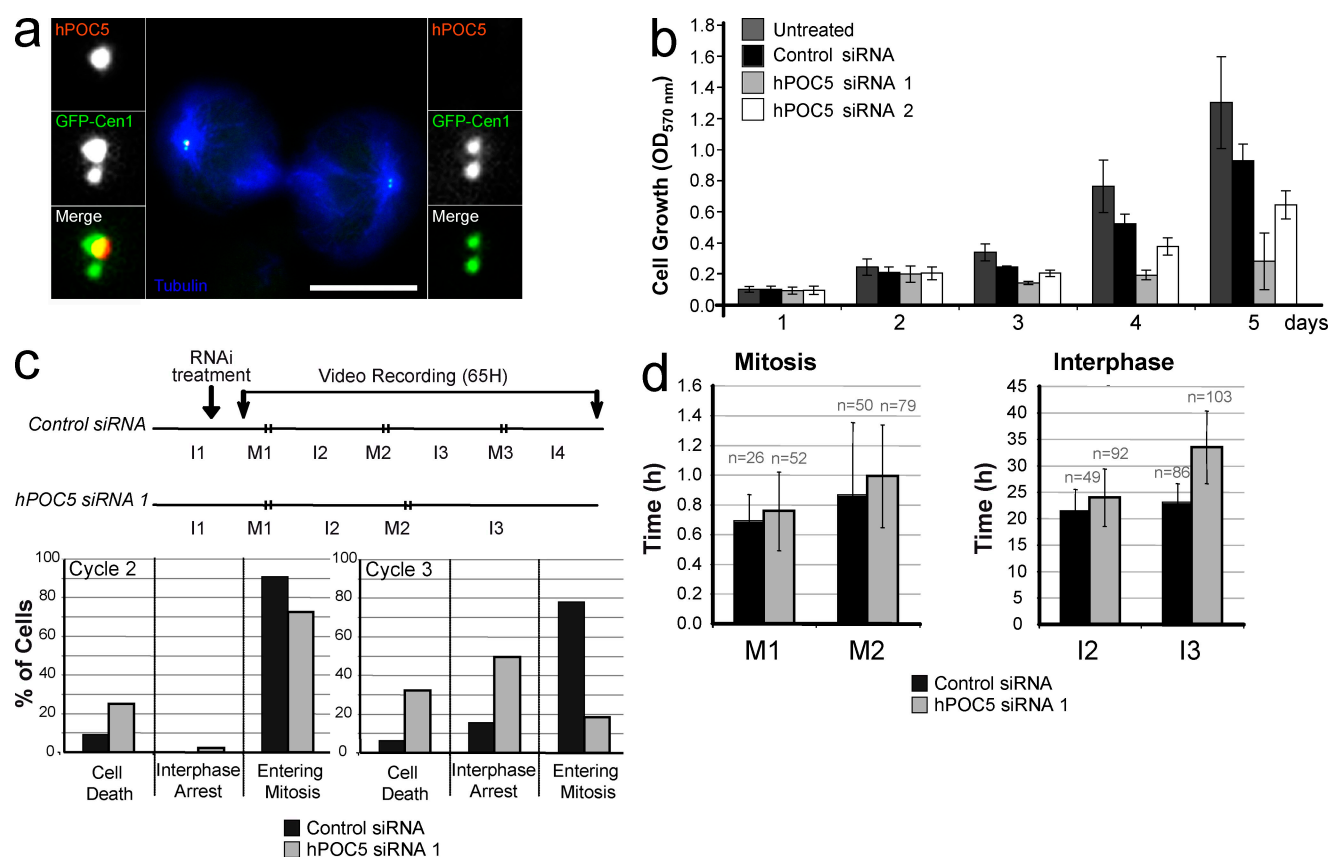 a
hPOC5
GFP-Cen1
Merge
Tubulin
hPOC5
GFP-Cen1
Merge
b
Untreated
Control siRNA
hPOC5 siRNA 1
hPOC5 siRNA 2
Cell Growth (OD570 nm)
1.8
1.6
1.4
1.2
1.0
0.8
0.6
0.4
0.2
0.0
1 2 3 4 5 days
c
RNAi
treatment
Video Recording (65H)
Control siRNA
I1 M1 I2 M2 I3 M3 I4
hPOC5 siRNA 1
I1 M1 I2 M2 I3
% of Cells
Cycle 2
100
80
60
40
20
0
Cell
Death
Interphase
Arrest
Entering
Mitosis
Cycle 3
100
80
60
40
20
0
Cell
Death
Interphase
Arrest
Entering
Mitosis
Control siRNA
hPOC5 siRNA 1
d
Mitosis
Time (h)
1.6
1.4
1.2
1.0
0.8
0.6
0.4
0.2
0.0
n=26 n=52
n=50 n=79
M1 M2
Interphase
Time (h)
45
40
35
30
25
20
15
10
5
0
n=49
n=92
n=86
n=103
I2 I3
Control siRNA
hPOC5 siRNA 1